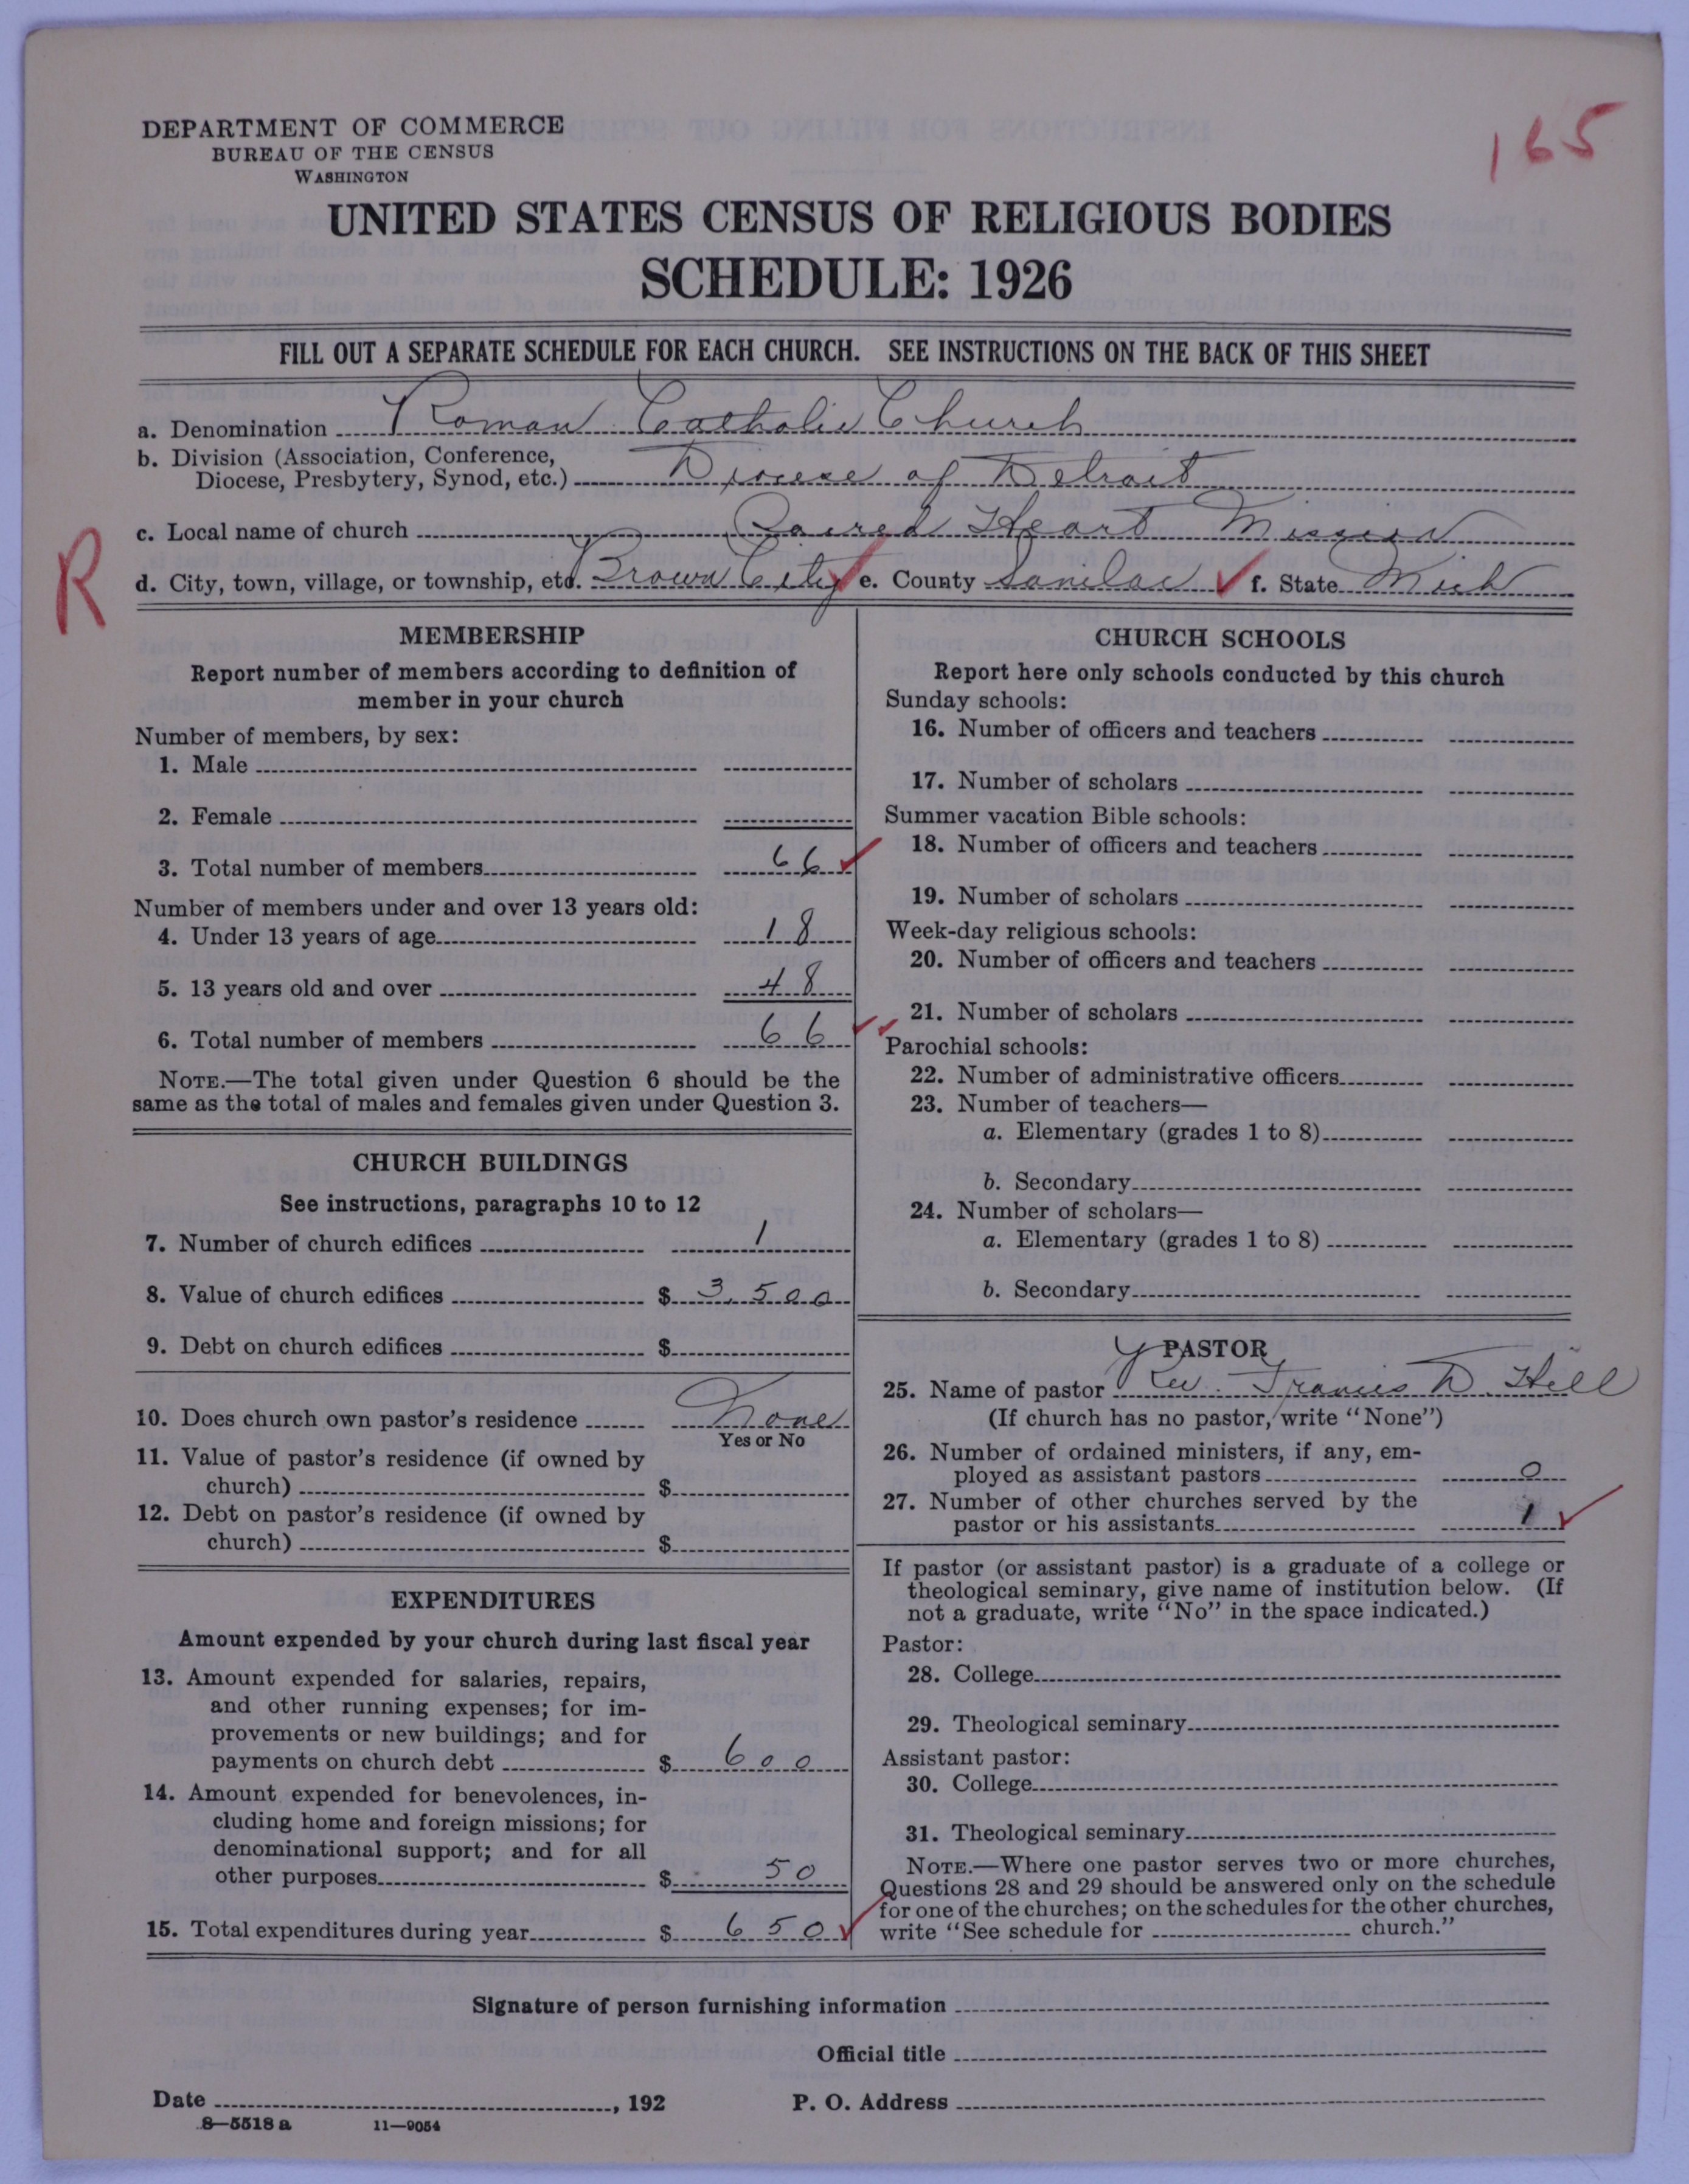 165
DEPARTMENT OF COMMERCE
BUREAU OF THE CENSUS
WASHINGTON
UNITED STATES CENSUS OF RELIGIOUS BODIES
SCHEDULE: 1926
FILL OUT A SEPARATE SCHEDULE FOR EACH CHURCH. SEE INSTRUCTIONS ON THE BACK OF THIS SHEET
a. Denomination Roman Catholic Church
b. Division (Association, Conference,
Diocese, Presbytery, Synod, etc.) Diocese of Detroit
c. Local name of church Sacred Heart Mission
R
d. City, town, village, or township, etc. Brown City e. County Sanilac f. State Mich
MEMBERSHIP
Report number of members according to definition of
member in your church
Number of members, by sex:
1. Male
2. Female
3. Total number of members 66
Number of members under and over 13 years old:
4. Under 13 years of age 18
5. 13 years old and over 48
6. Total number of members 66
NOTE.—The total given under Question 6 should be the
same as the total of males and females given under Question 3.
CHURCH BUILDINGS
See instructions, paragraphs 10 to 12
7. Number of church edifices 1
8. Value of church edifices $ 3,500
9. Debt on church edifices $
10. Does church own pastor's residence None
Yes or No
11. Value of pastor's residence (if owned by
church) $
12. Debt on pastor's residence (if owned by
church) $
EXPENDITURES
Amount expended by your church during last fiscal year
13. Amount expended for salaries, repairs,
and other running expenses; for im-
provements or new buildings; and for
payments on church debt $ 600
14. Amount expended for benevolences, in-
cluding home and foreign missions; for
denominational support; and for all
other purposes $ 50
15. Total expenditures during year $ 650
CHURCH SCHOOLS
Report here only schools conducted by this church
Sunday schools:
16. Number of officers and teachers
17. Number of scholars
Summer vacation Bible schools:
18. Number of officers and teachers
19. Number of scholars
Week-day religious schools:
20. Number of officers and teachers
21. Number of scholars
Parochial schools:
22. Number of administrative officers
23. Number of teachers—
a. Elementary (grades 1 to 8)
b. Secondary
24. Number of scholars—
a. Elementary (grades 1 to 8)
b. Secondary
PASTOR
25. Name of pastor Rev. Francis D. Hill
(If church has no pastor, write "None")
26. Number of ordained ministers, if any, em-
ployed as assistant pastors 0
27. Number of other churches served by the
pastor or his assistants 1
If pastor (or assistant pastor) is a graduate of a college or
theological seminary, give name of institution below. (If
not a graduate, write "No" in the space indicated.)
Pastor:
28. College
29. Theological seminary
Assistant pastor:
30. College
31. Theological seminary
NOTE.—Where one pastor serves two or more churches,
Questions 28 and 29 should be answered only on the schedule
for one of the churches; on the schedules for the other churches,
write "See schedule for church."
Signature of person furnishing information
Official title
Date , 192 P. O. Address
8—5518 a 11—9054